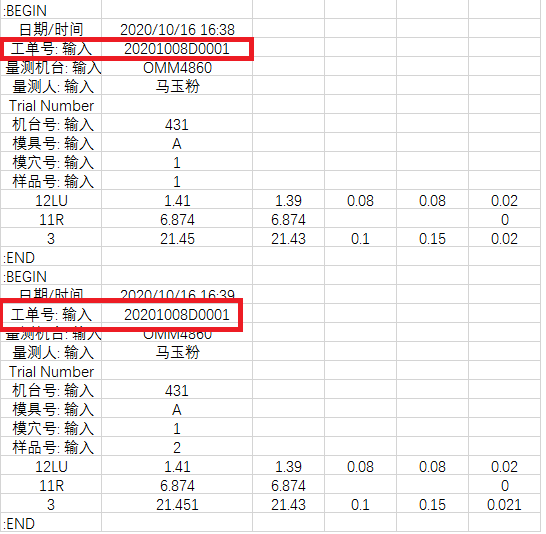 :BEGIN
日期/时间 2020/10/16 16:38
工单号: 输入 20201008D0001
量测机台: 输入 OMM4860
量测人: 输入 马玉粉
Trial Number
机台号: 输入 431
模具号: 输入 A
模穴号: 输入 1
样品号: 输入 1
12LU 1.41 1.39 0.08 0.08 0.02
11R 6.874 6.874 0
3 21.45 21.43 0.1 0.15 0.02
:END
:BEGIN
日期/时间 2020/10/16 16:39
工单号: 输入 20201008D0001
量测机台: 输入 OMM4860
量测人: 输入 马玉粉
Trial Number
机台号: 输入 431
模具号: 输入 A
模穴号: 输入 1
样品号: 输入 2
12LU 1.41 1.39 0.08 0.08 0.02
11R 6.874 6.874 0
3 21.451 21.43 0.1 0.15 0.021
:END